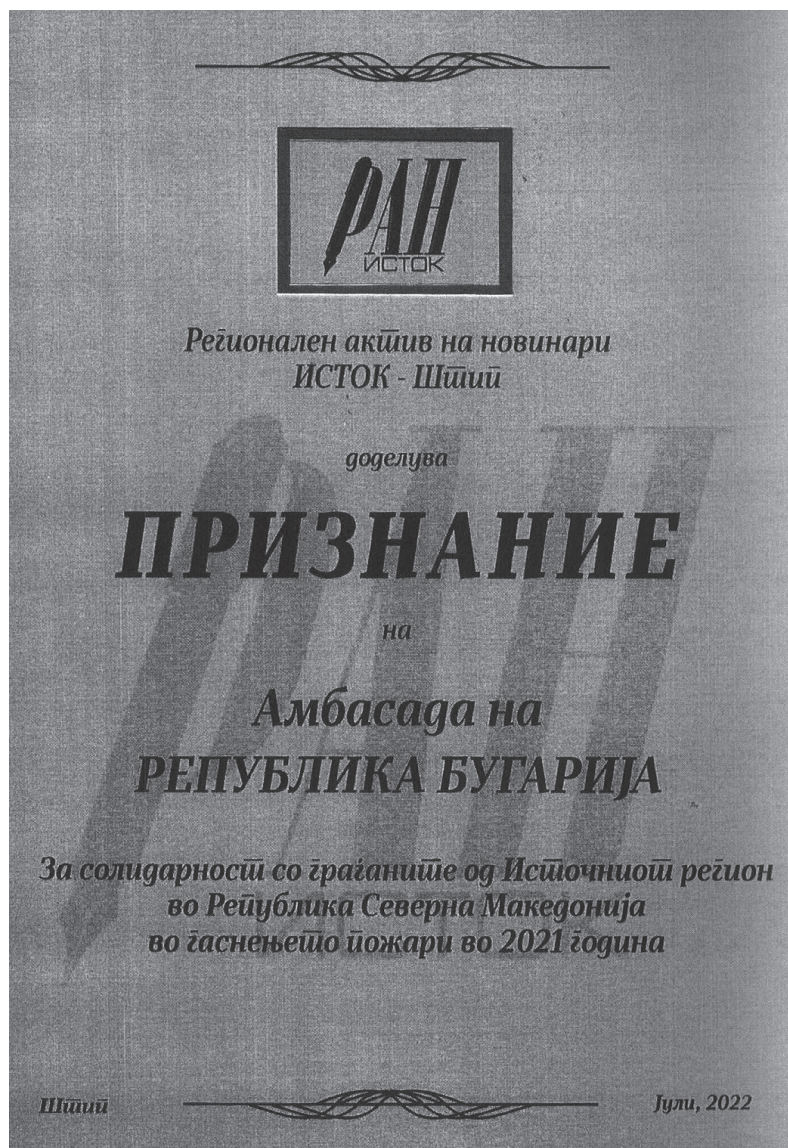 РАН
ИСТОК
Регионален актив на новинари
ИСТОК - Штип
доделува
ПРИЗНАНИЕ
на
Амбасада на
РЕПУБЛИКА БУГАРИЈА
За солидарност со граѓаните од Источниот регион
во Република Северна Македонија
во гаснењето пожари во 2021 година
Штип
Јули, 2022